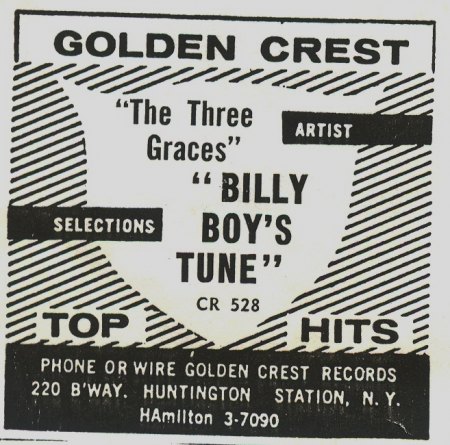 GOLDEN CREST
"The Three
Graces"
ARTIST
"BILLY
BOY'S
TUNE"
SELECTIONS
CR 528
TOP HITS
PHONE OR WIRE GOLDEN CREST RECORDS
220 B'WAY. HUNTINGTON STATION, N. Y.
HAmilton 3-7090